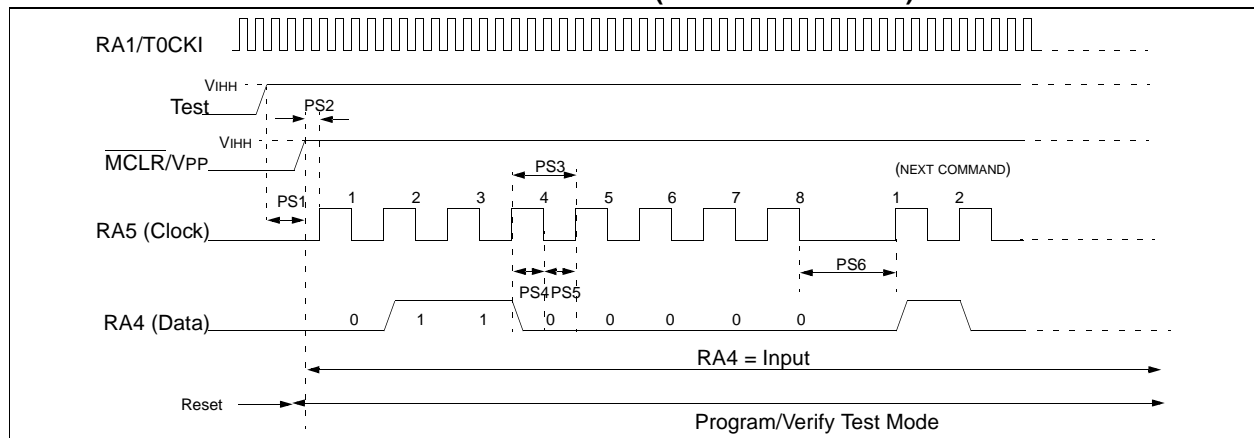 RA1/T0CKI
VIHH
Test
PS2
VIHH
MCLR/VPP
PS3
(NEXT COMMAND)
PS1
1 2 3 4 5 6 7 8 1 2
RA5 (Clock)
PS6
PS4 PS5
RA4 (Data)
0 1 1 0 0 0 0 0
RA4 = Input
Reset
Program/Verify Test Mode